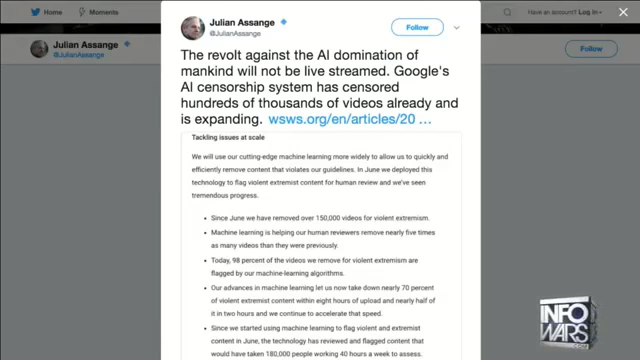 Home
Moments
Have an account? Log in
Julian Assange
@JulianAssange
Follow
Julian Assange
@JulianAssange
Follow
The revolt against the AI domination of
mankind will not be live streamed. Google's
AI censorship system has censored
hundreds of thousands of videos already and
is expanding. wsws.org/en/articles/20 …
Tackling issues at scale
We will use our cutting-edge machine learning more widely to allow us to quickly and
efficiently remove content that violates our guidelines. In June we deployed this
technology to flag violent extremist content for human review and we've seen
tremendous progress.
• Since June we have removed over 150,000 videos for violent extremism.
• Machine learning is helping our human reviewers remove nearly five times
as many videos than they were previously.
• Today, 98 percent of the videos we remove for violent extremism are
flagged by our machine-learning algorithms.
• Our advances in machine learning let us now take down nearly 70 percent
of violent extremist content within eight hours of upload and nearly half of
it in two hours and we continue to accelerate that speed.
• Since we started using machine learning to flag violent and extremist
content in June, the technology has reviewed and flagged content that
would have taken 180,000 people working 40 hours a week to assess.
INFO
WARS
.COM